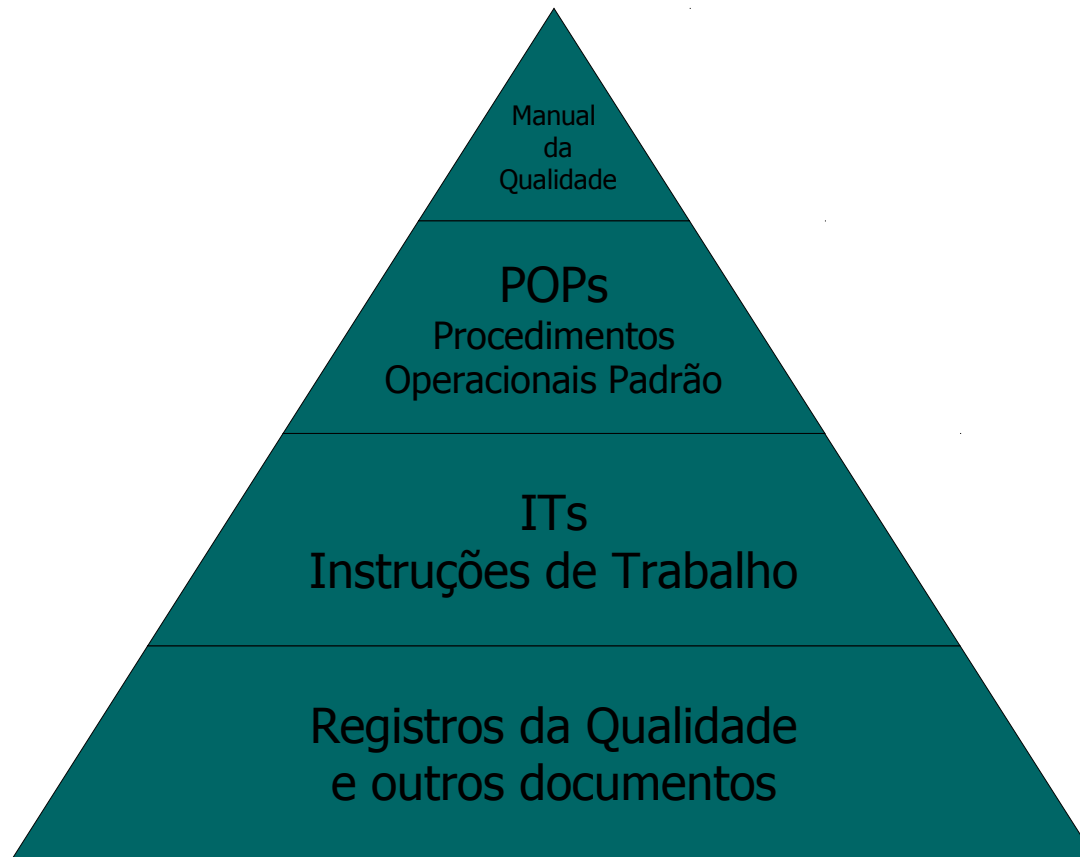 Manual
da
Qualidade
POPs
Procedimentos
Operacionais Padrão
ITs
Instruções de Trabalho
Registros da Qualidade
e outros documentos